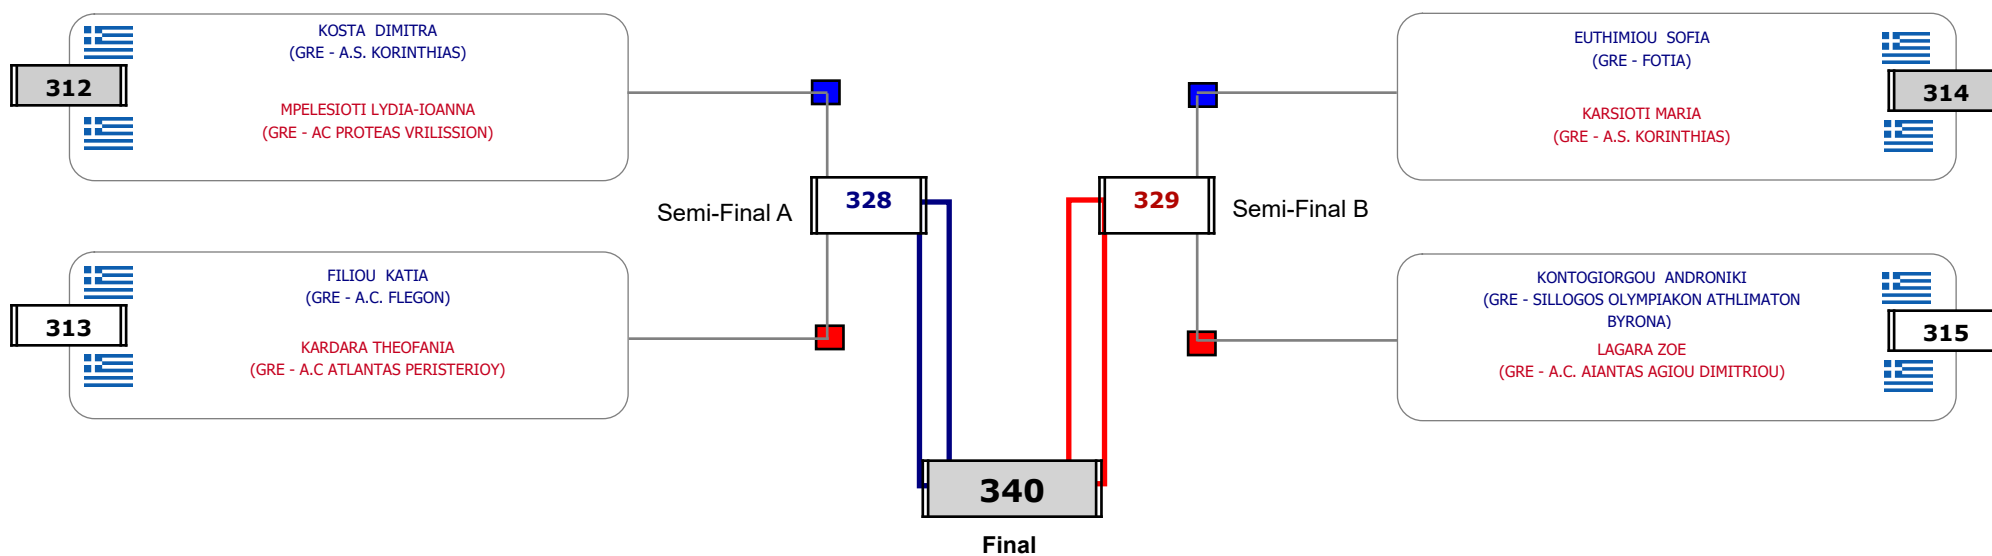 KOSTA DIMITRA
(GRE - A.S. KORINTHIAS)
312
MPELESIOTI LYDIA-IOANNA
(GRE - AC PROTEAS VRILISSION)
FILIOU KATIA
(GRE - A.C. FLEGON)
313
KARDARA THEOFANIA
(GRE - A.C ATLANTAS PERISTERIOY)
Semi-Final A
328
329
Semi-Final B
EUTHIMIOU SOFIA
(GRE - FOTIA)
314
KARSIOTI MARIA
(GRE - A.S. KORINTHIAS)
KONTOGIORGOU ANDRONIKI
(GRE - SILLOGOS OLYMPIAKON ATHLIMATON
BYRONA)
315
LAGARA ZOE
(GRE - A.C. AIANTAS AGIOU DIMITRIOU)
340
Final